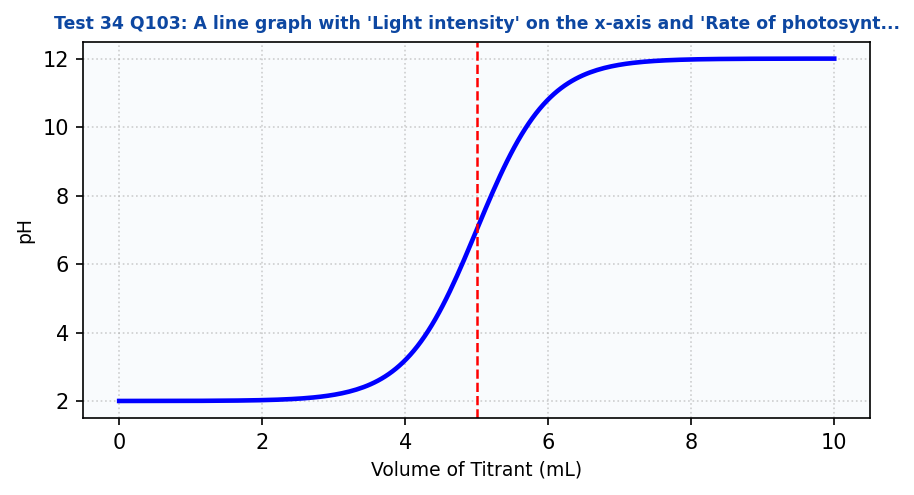 Test 34 Q103: A line graph with 'Light intensity' on the x-axis and 'Rate of photosynt...
12
10
8
6
4
2
pH
0 2 4 6 8 10
Volume of Titrant (mL)